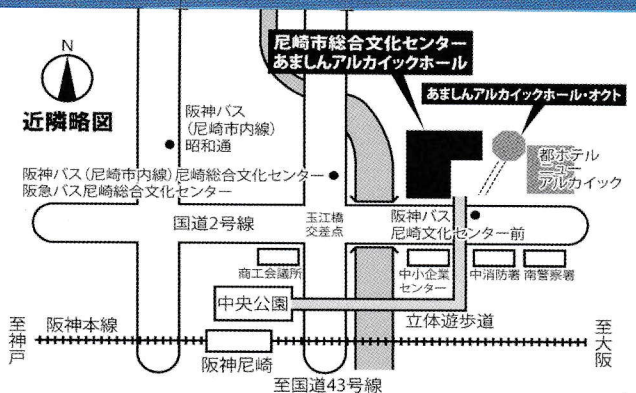 N
近隣略図
尼崎市総合文化センター
あましんアルカイックホール
あましんアルカイックホール・オクト
阪神バス
(尼崎市内線)
昭和通
都ホテル
ニュー
アルカイック
阪神バス(尼崎市内線)尼崎総合文化センター
阪急バス尼崎総合文化センター
国道2号線
玉江橋
交差点
阪神バス
尼崎文化センター前
商工会議所
中小企業
センター
中消防署
南警察署
中央公園
立体遊歩道
至神戸
阪神本線
至大阪
阪神尼崎
至国道43号線